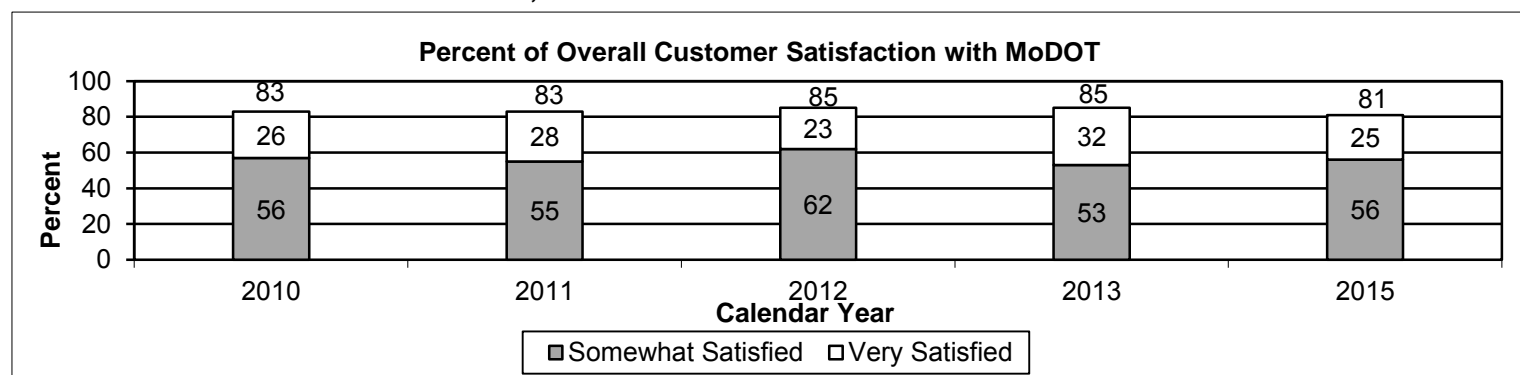 ,
Percent of Overall Customer Satisfaction with MoDOT
Percent
100
80
60
40
20
0
83 83 85 85 81
26 28 23 32 25
56 55 62 53 56
2010 2011 2012 2013 2015
Calendar Year
Somewhat Satisfied Very Satisfied